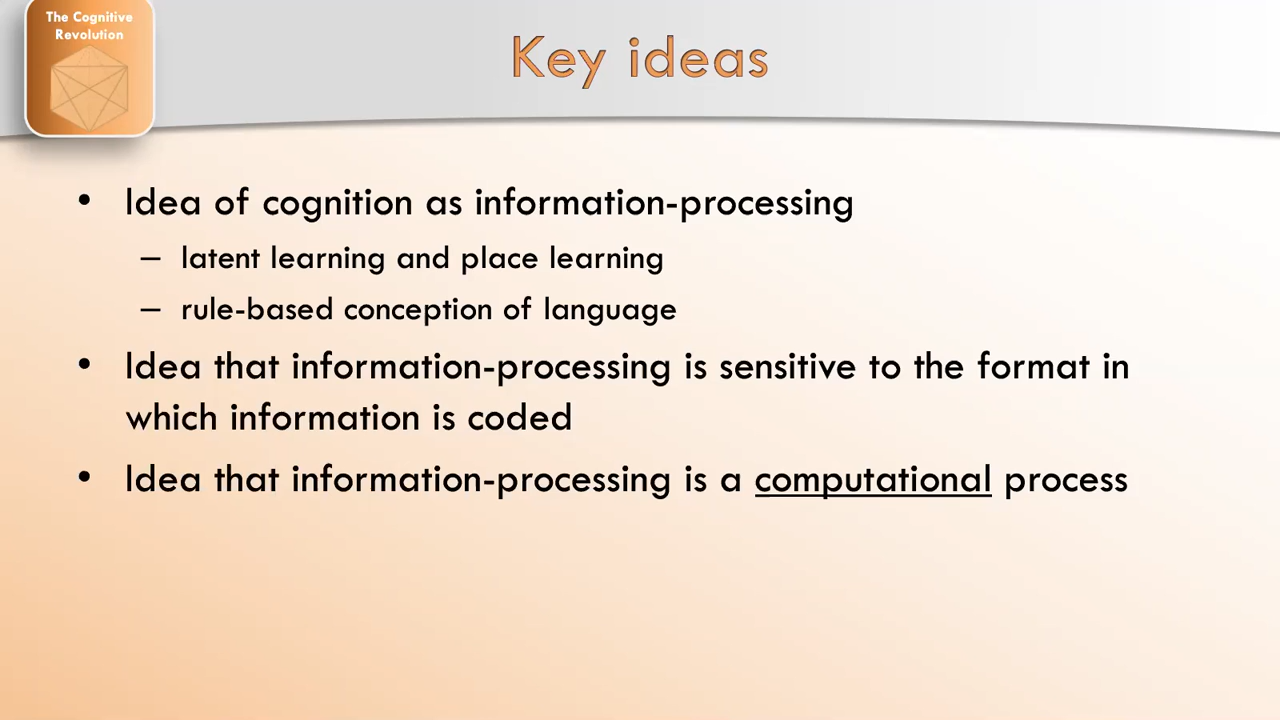 The Cognitive
Revolution
Key ideas
• Idea of cognition as information-processing
– latent learning and place learning
– rule-based conception of language
• Idea that information-processing is sensitive to the format in
which information is coded
• Idea that information-processing is a computational process